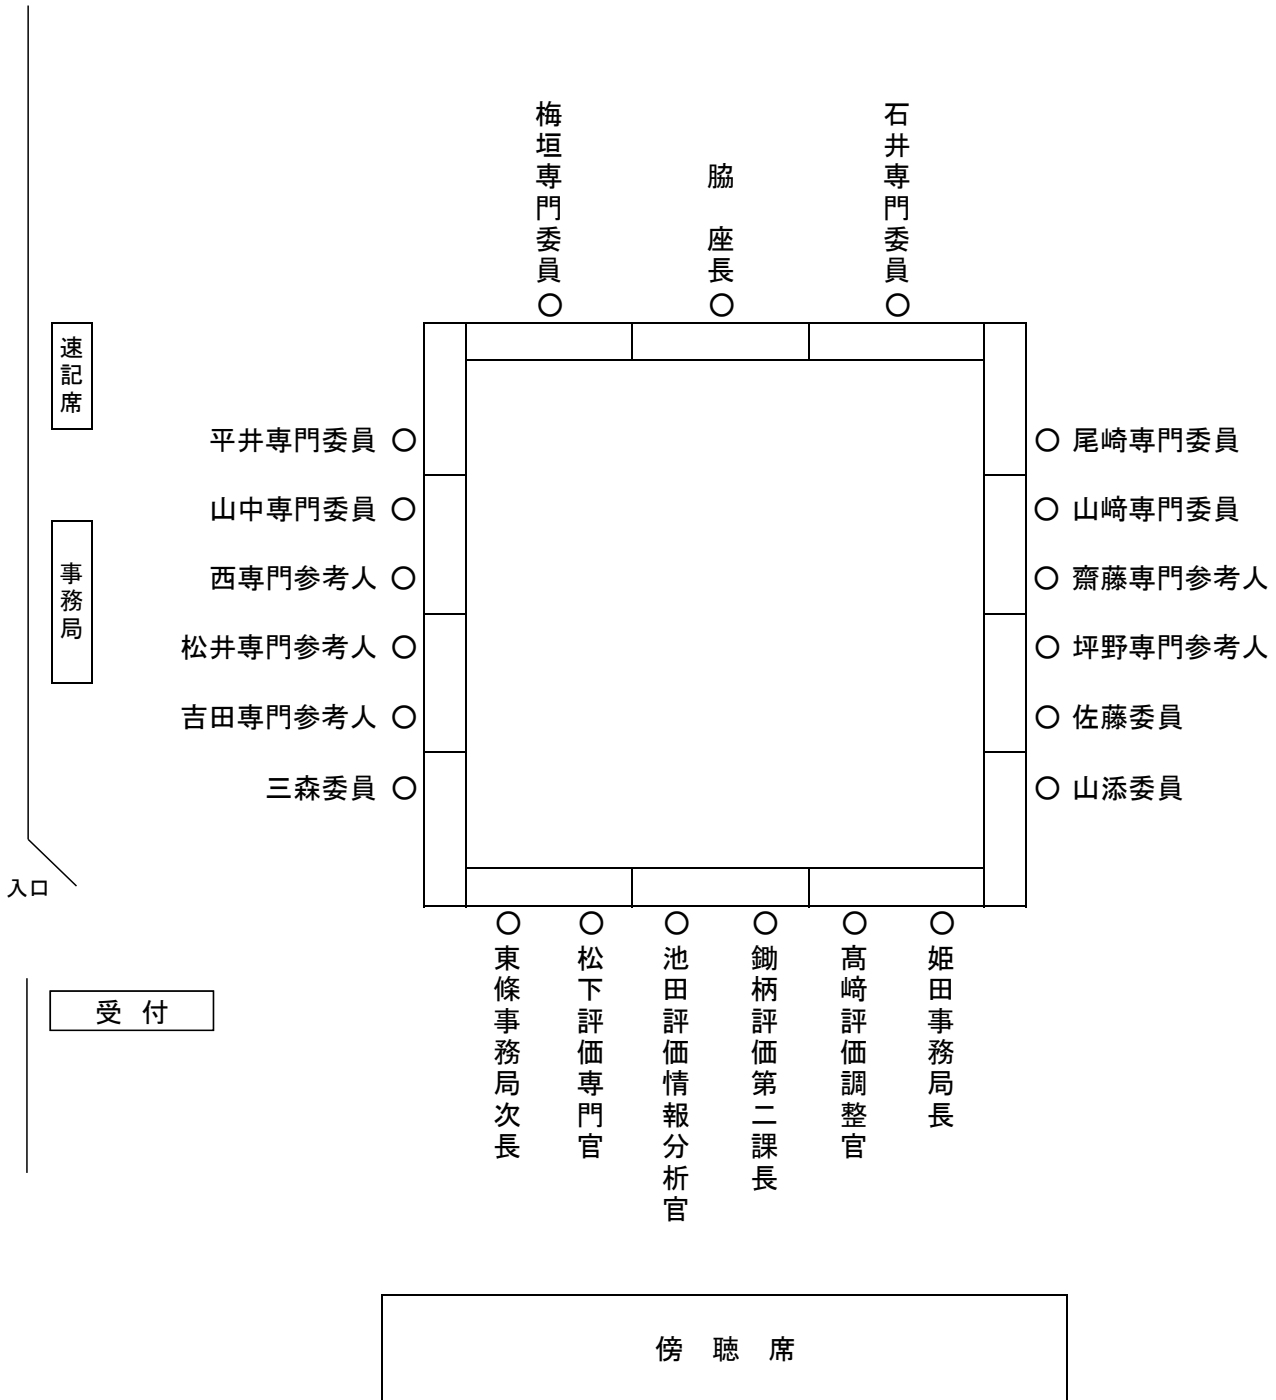 梅垣専門委員
脇 座長
石井専門委員
速記席
事務局
平井専門委員
山中専門委員
西専門参考人
松井専門参考人
吉田専門参考人
三森委員
尾崎専門委員
山﨑専門委員
齋藤専門参考人
坪野専門参考人
佐藤委員
山添委員
入口
受 付
東條事務局次長
松下評価専門官
池田評価情報分析官
鋤柄評価第二課長
髙﨑評価調整官
姫田事務局長
傍 聴 席